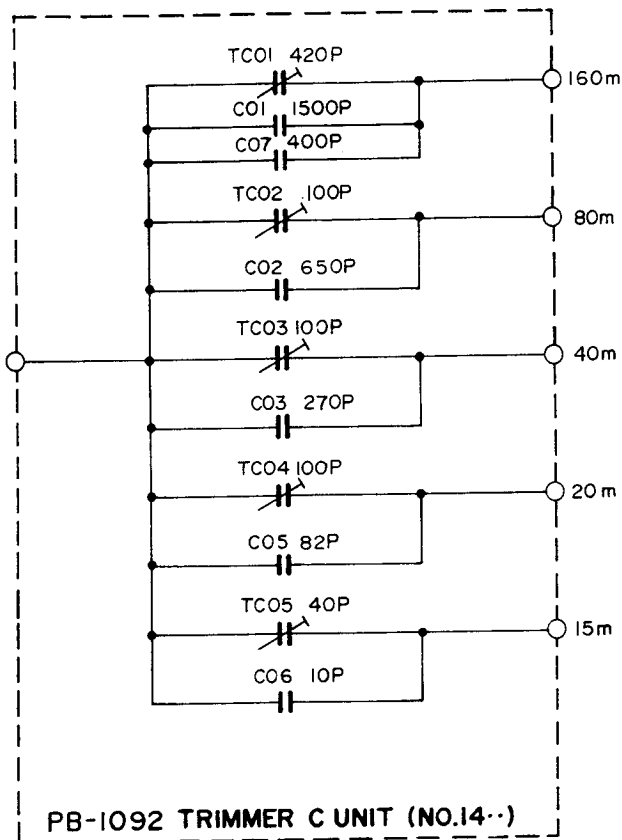 TC01 420P
160m
C01 1500P
C07 400P
TC02 100P
80m
C02 650P
TC03 100P
40m
C03 270P
TC04 100P
20m
C05 82P
TC05 40P
15m
C06 10P
PB-1092 TRIMMER C UNIT (NO.14··)